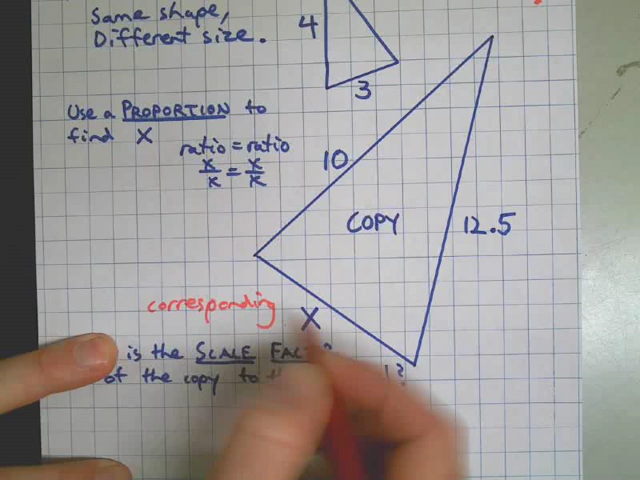 Same shape,
Different size.
4
3
Use a PROPORTION to
find X
ratio = ratio
x/x = x/x
10
COPY
12.5
corresponding
X
is the SCALE
of the copy to